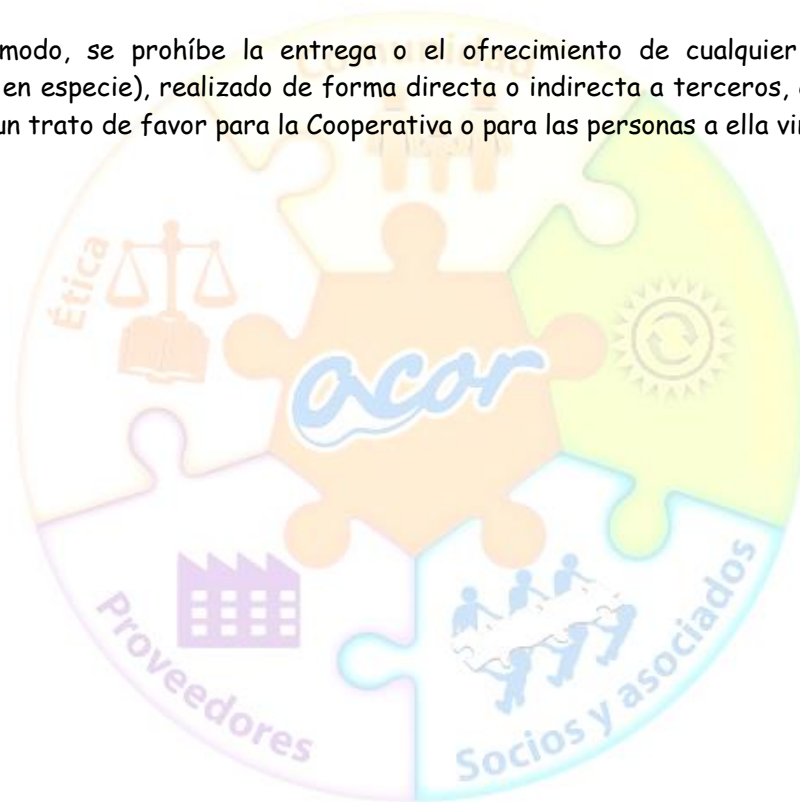 modo, se prohíbe la entrega o el ofrecimiento de cualquier
en especie), realizado de forma directa o indirecta a terceros,
un trato de favor para la Cooperativa o para las personas a ella
Comunidad
Ética
acor
Proveedores
Socios y asociados